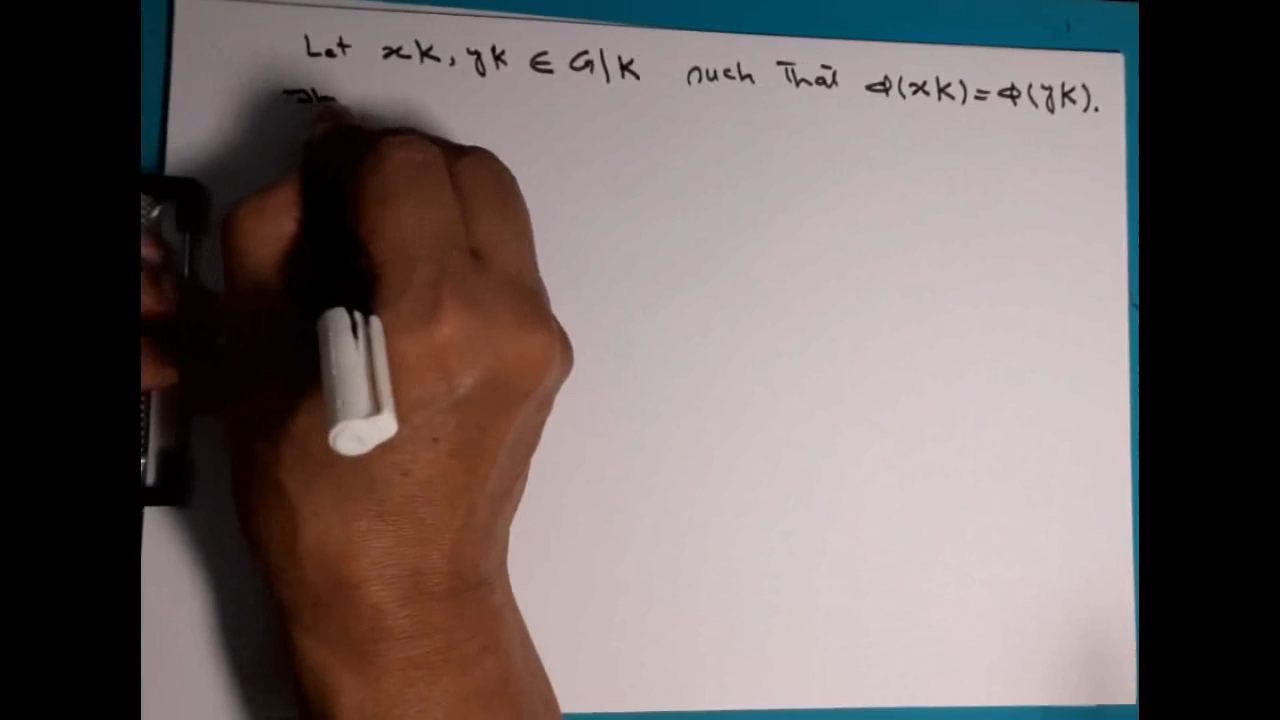 Let xK, yK ∈ G|K such that Φ(xK) = Φ(yK).